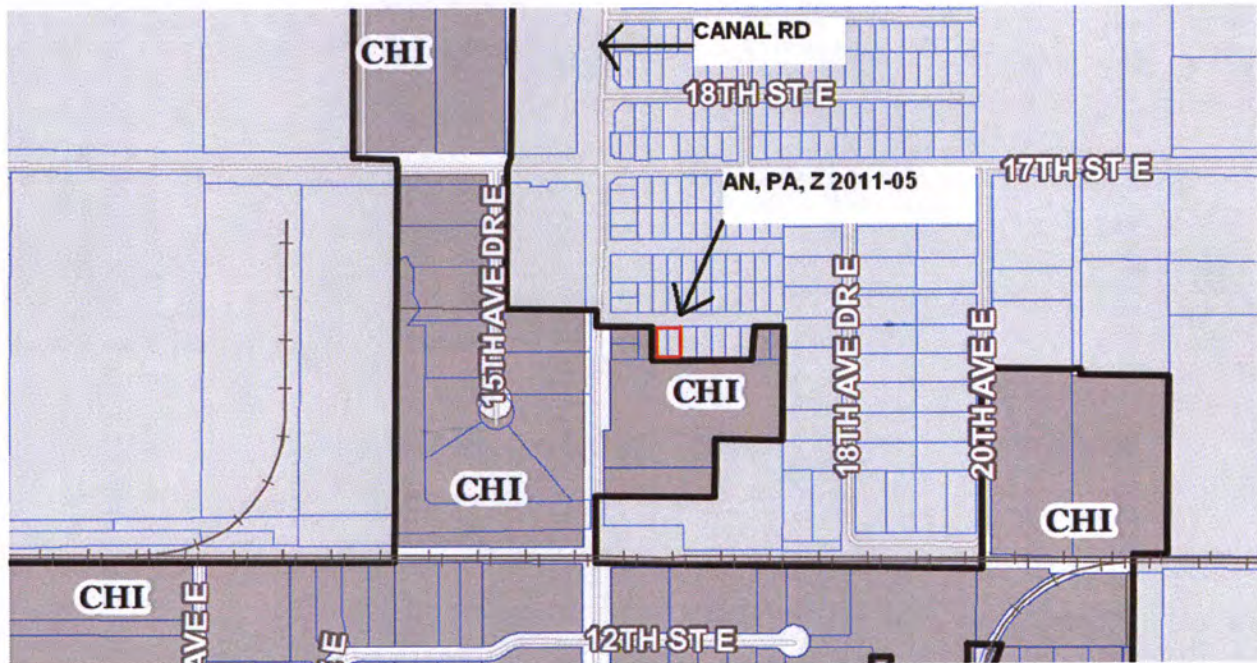 CHI
CANAL RD
18TH ST E
17TH ST E
AN, PA, Z 2011-05
15TH AVE DR E
18TH AVE DR E
20TH AVE E
CHI
CHI
CHI
CHI
AVE E
12TH ST E